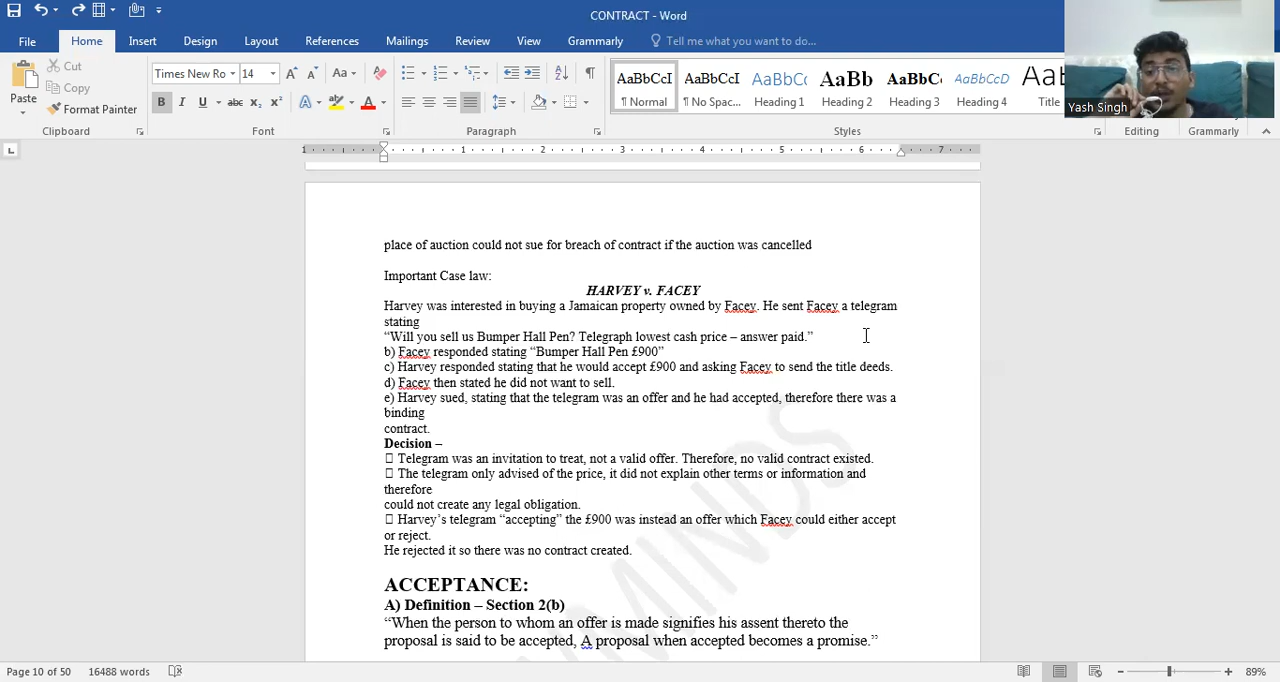 CONTRACT - Word
File Home Insert Design Layout References Mailings Review View Grammarly Tell me what you want to do...
Paste
Cut
Copy
Format Painter
Times New Ro 14
Aa
B I U abc x₂ x² A A
AaBbCcI AaBbCcI AaBbCc AaBb AaBbC AaBbCcD Aa
¶ Normal ¶ No Spac... Heading 1 Heading 2 Heading 3 Heading 4 Title
Yash Singh
Clipboard Font Paragraph Styles Editing Grammarly
1 1 2 3 4 5 6 7
place of auction could not sue for breach of contract if the auction was cancelled
Important Case law:
HARVEY v. FACEY
Harvey was interested in buying a Jamaican property owned by Facey. He sent Facey a telegram
stating
“Will you sell us Bumper Hall Pen? Telegraph lowest cash price – answer paid.”
b) Facey responded stating “Bumper Hall Pen £900”
c) Harvey responded stating that he would accept £900 and asking Facey to send the title deeds.
d) Facey then stated he did not want to sell.
e) Harvey sued, stating that the telegram was an offer and he had accepted, therefore there was a
binding
contract.
Decision –
Telegram was an invitation to treat, not a valid offer. Therefore, no valid contract existed.
The telegram only advised of the price, it did not explain other terms or information and
therefore
could not create any legal obligation.
Harvey’s telegram “accepting” the £900 was instead an offer which Facey could either accept
or reject.
He rejected it so there was no contract created.
ACCEPTANCE:
A) Definition – Section 2(b)
“When the person to whom an offer is made signifies his assent thereto the
proposal is said to be accepted, A proposal when accepted becomes a promise.”
Page 10 of 50 16488 words 89%